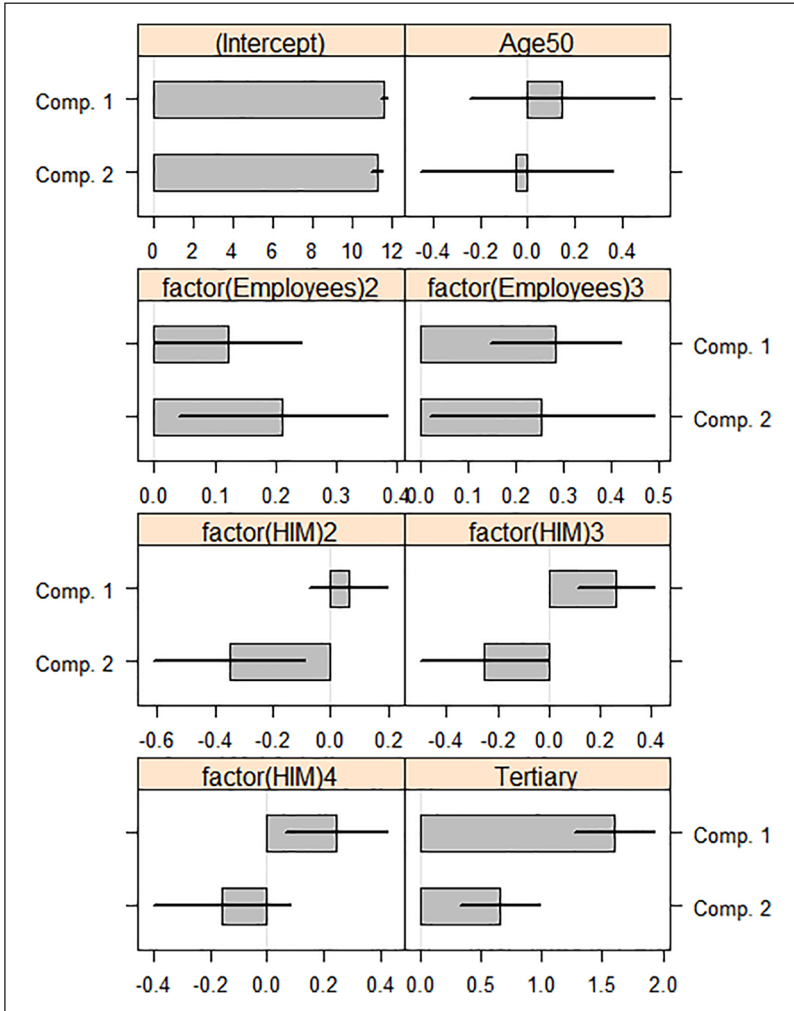 (Intercept) Age50
Comp. 1
Comp. 2
0 2 4 6 8 10 12 -0.4 -0.2 0.0 0.2 0.4
factor(Employees)2 factor(Employees)3
Comp. 1
Comp. 2
0.0 0.1 0.2 0.3 0.4 0.0 0.1 0.2 0.3 0.4 0.5
factor(HIM)2 factor(HIM)3
Comp. 1
Comp. 2
-0.6 -0.4 -0.2 0.0 0.2 -0.4 -0.2 0.0 0.2 0.4
factor(HIM)4 Tertiary
Comp. 1
Comp. 2
-0.4 -0.2 0.0 0.2 0.4 0.0 0.5 1.0 1.5 2.0